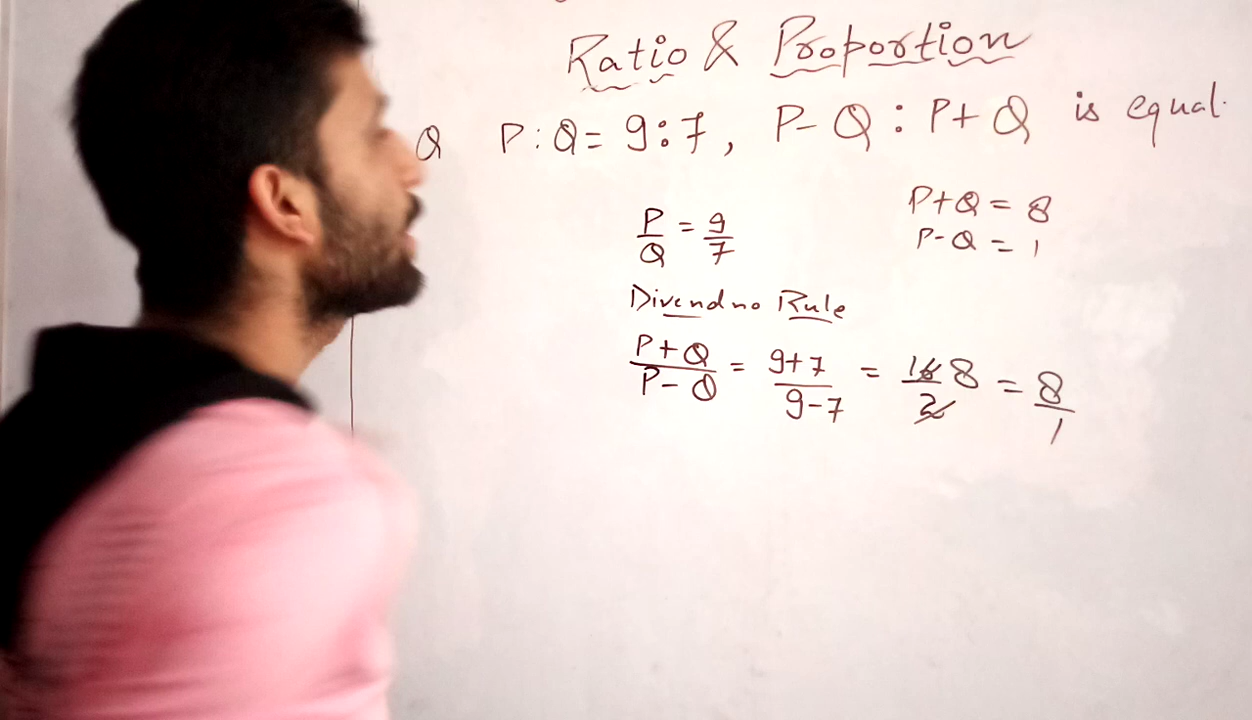 Ratio & Proportion
Q P:Q = 9:7, P-Q : P+Q is equal.
P/Q = 9/7
P+Q = 8
P-Q = 1
Divendno Rule
P+Q/P-Q = 9+7/9-7 = 16/2 8 = 8/1